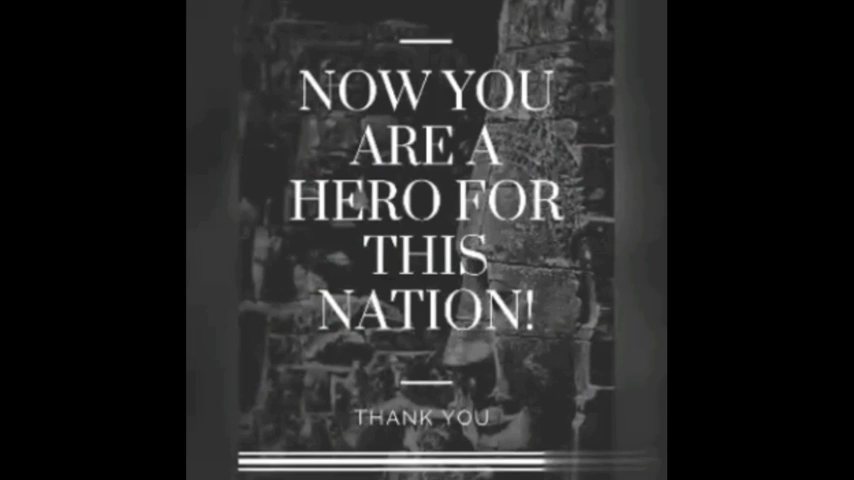 NOW YOU
ARE A
HERO FOR
THIS
NATION!
THANK YOU